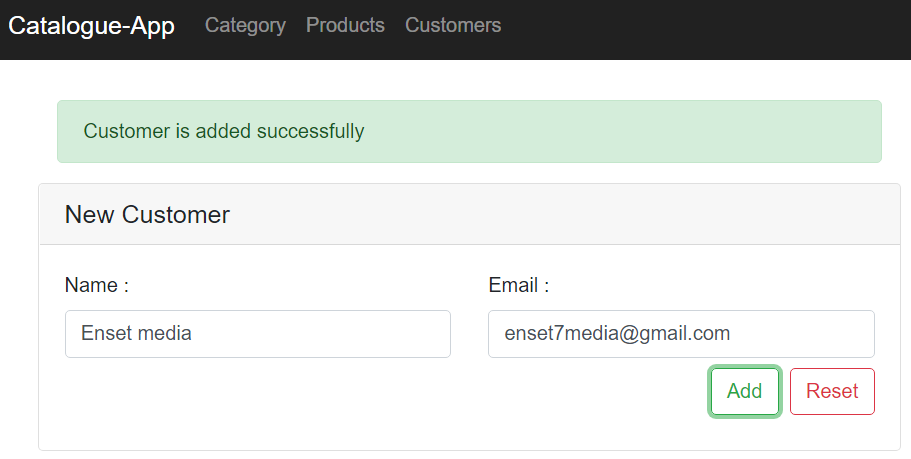 Catalogue-App Category Products Customers
Customer is added successfully
New Customer
Name : Email :
Enset media enset7media@gmail.com
Add Reset